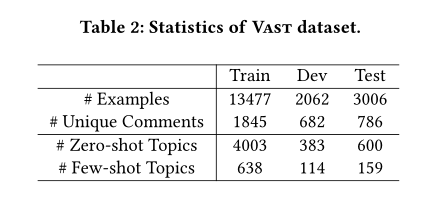 Table 2: Statistics of VAST dataset.
Train Dev Test
# Examples 13477 2062 3006
# Unique Comments 1845 682 786
# Zero-shot Topics 4003 383 600
# Few-shot Topics 638 114 159